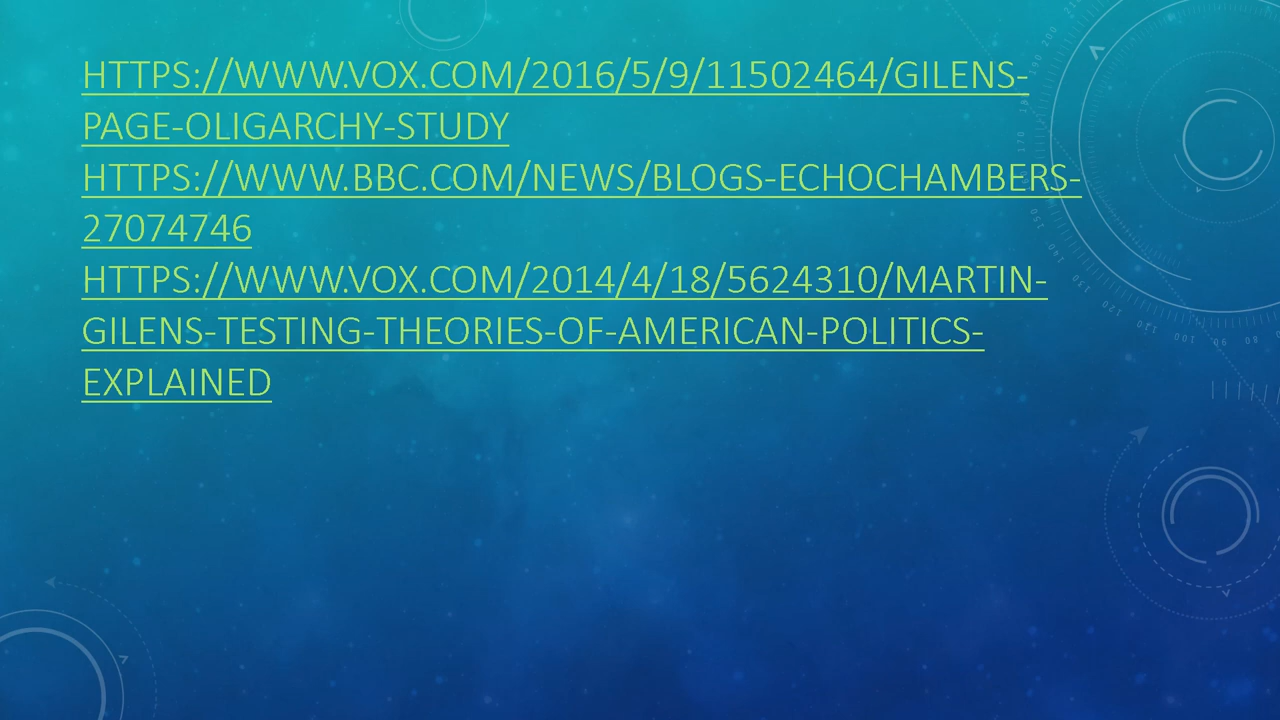 HTTPS://WWW.VOX.COM/2016/5/9/11502464/GILENS-
PAGE-OLIGARCHY-STUDY
HTTPS://WWW.BBC.COM/NEWS/BLOGS-ECHOCHAMBERS-
27074746
HTTPS://WWW.VOX.COM/2014/4/18/5624310/MARTIN-
GILENS-TESTING-THEORIES-OF-AMERICAN-POLITICS-
EXPLAINED